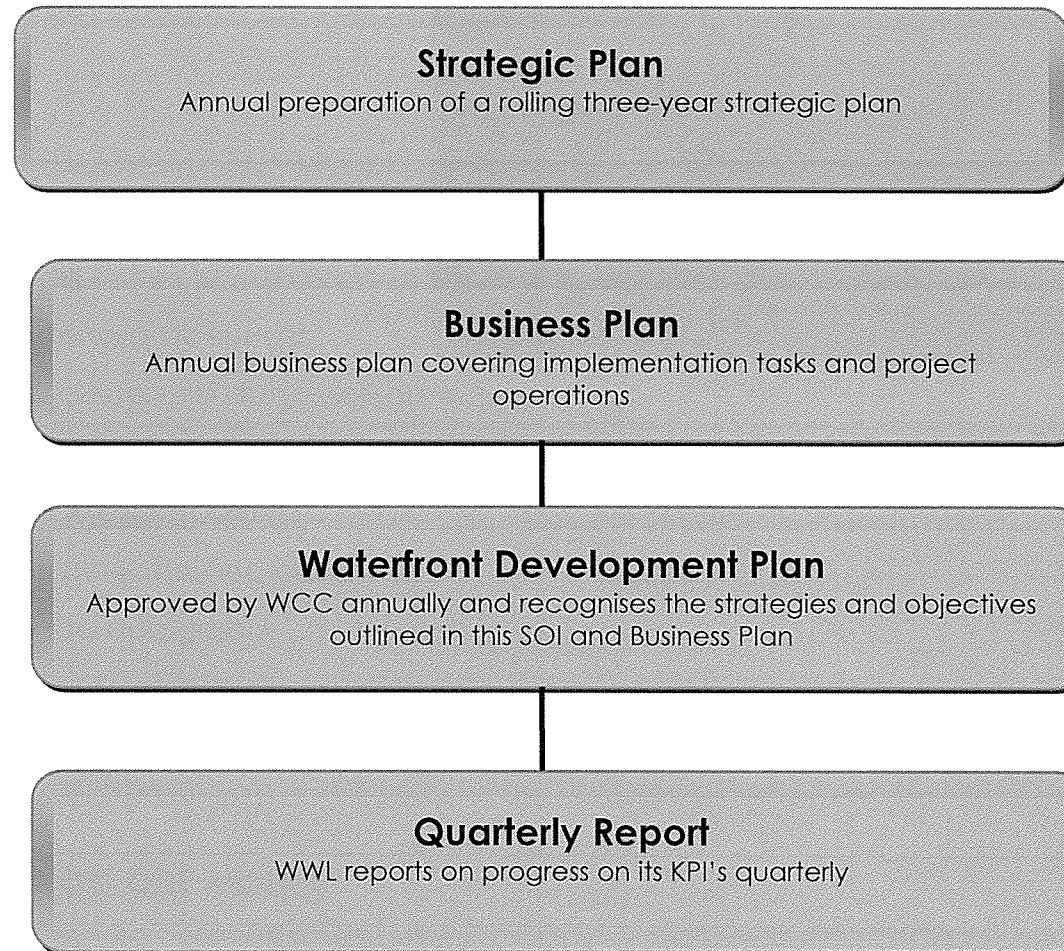 Strategic Plan
Annual preparation of a rolling three-year strategic plan
Business Plan
Annual business plan covering implementation tasks and project
operations
Waterfront Development Plan
Approved by WCC annually and recognises the strategies and objectives
outlined in this SOI and Business Plan
Quarterly Report
WWL reports on progress on its KPI's quarterly